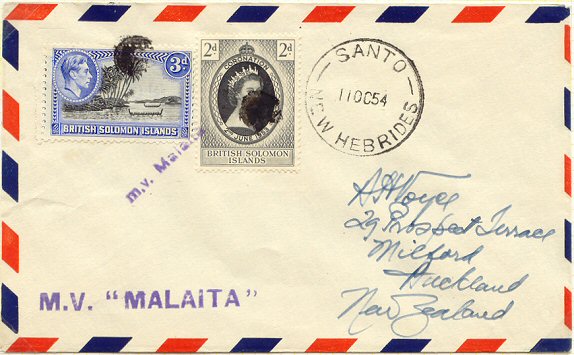 3d
BRITISH SOLOMON ISLANDS
2d 2d
CORONATION
2 JUNE 1953
BRITISH SOLOMON
ISLANDS
SANTO
11 OC 54
NEW HEBRIDES
m.v. Malaita
A H Voyce
29 Prospect Terrace
Milford
Auckland
New Zealand
M.V. "MALAITA"